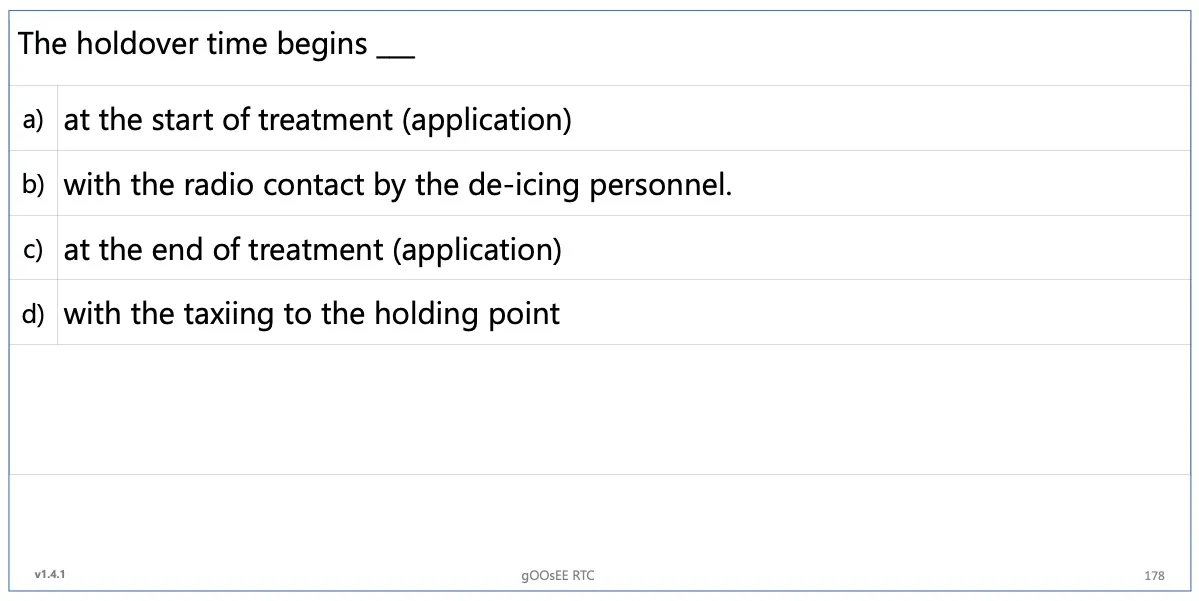 The holdover time begins ___
a) at the start of treatment (application)
b) with the radio contact by the de-icing personnel.
c) at the end of treatment (application)
d) with the taxiing to the holding point
v1.4.1 gOOsEE RTC 178